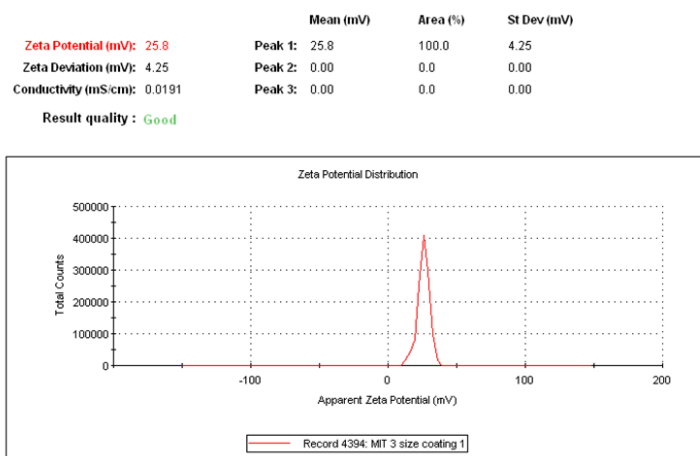 Mean (mV) Area (%) St Dev (mV)
Zeta Potential (mV): 25.8 Peak 1: 25.8 100.0 4.25
Zeta Deviation (mV): 4.25 Peak 2: 0.00 0.0 0.00
Conductivity (mS/cm): 0.0191 Peak 3: 0.00 0.0 0.00
Result quality : Good
Zeta Potential Distribution
500000
400000
300000
200000
100000
0
Total Counts
-100 0 100 200
Apparent Zeta Potential (mV)
Record 4394: MIT 3 size coating 1